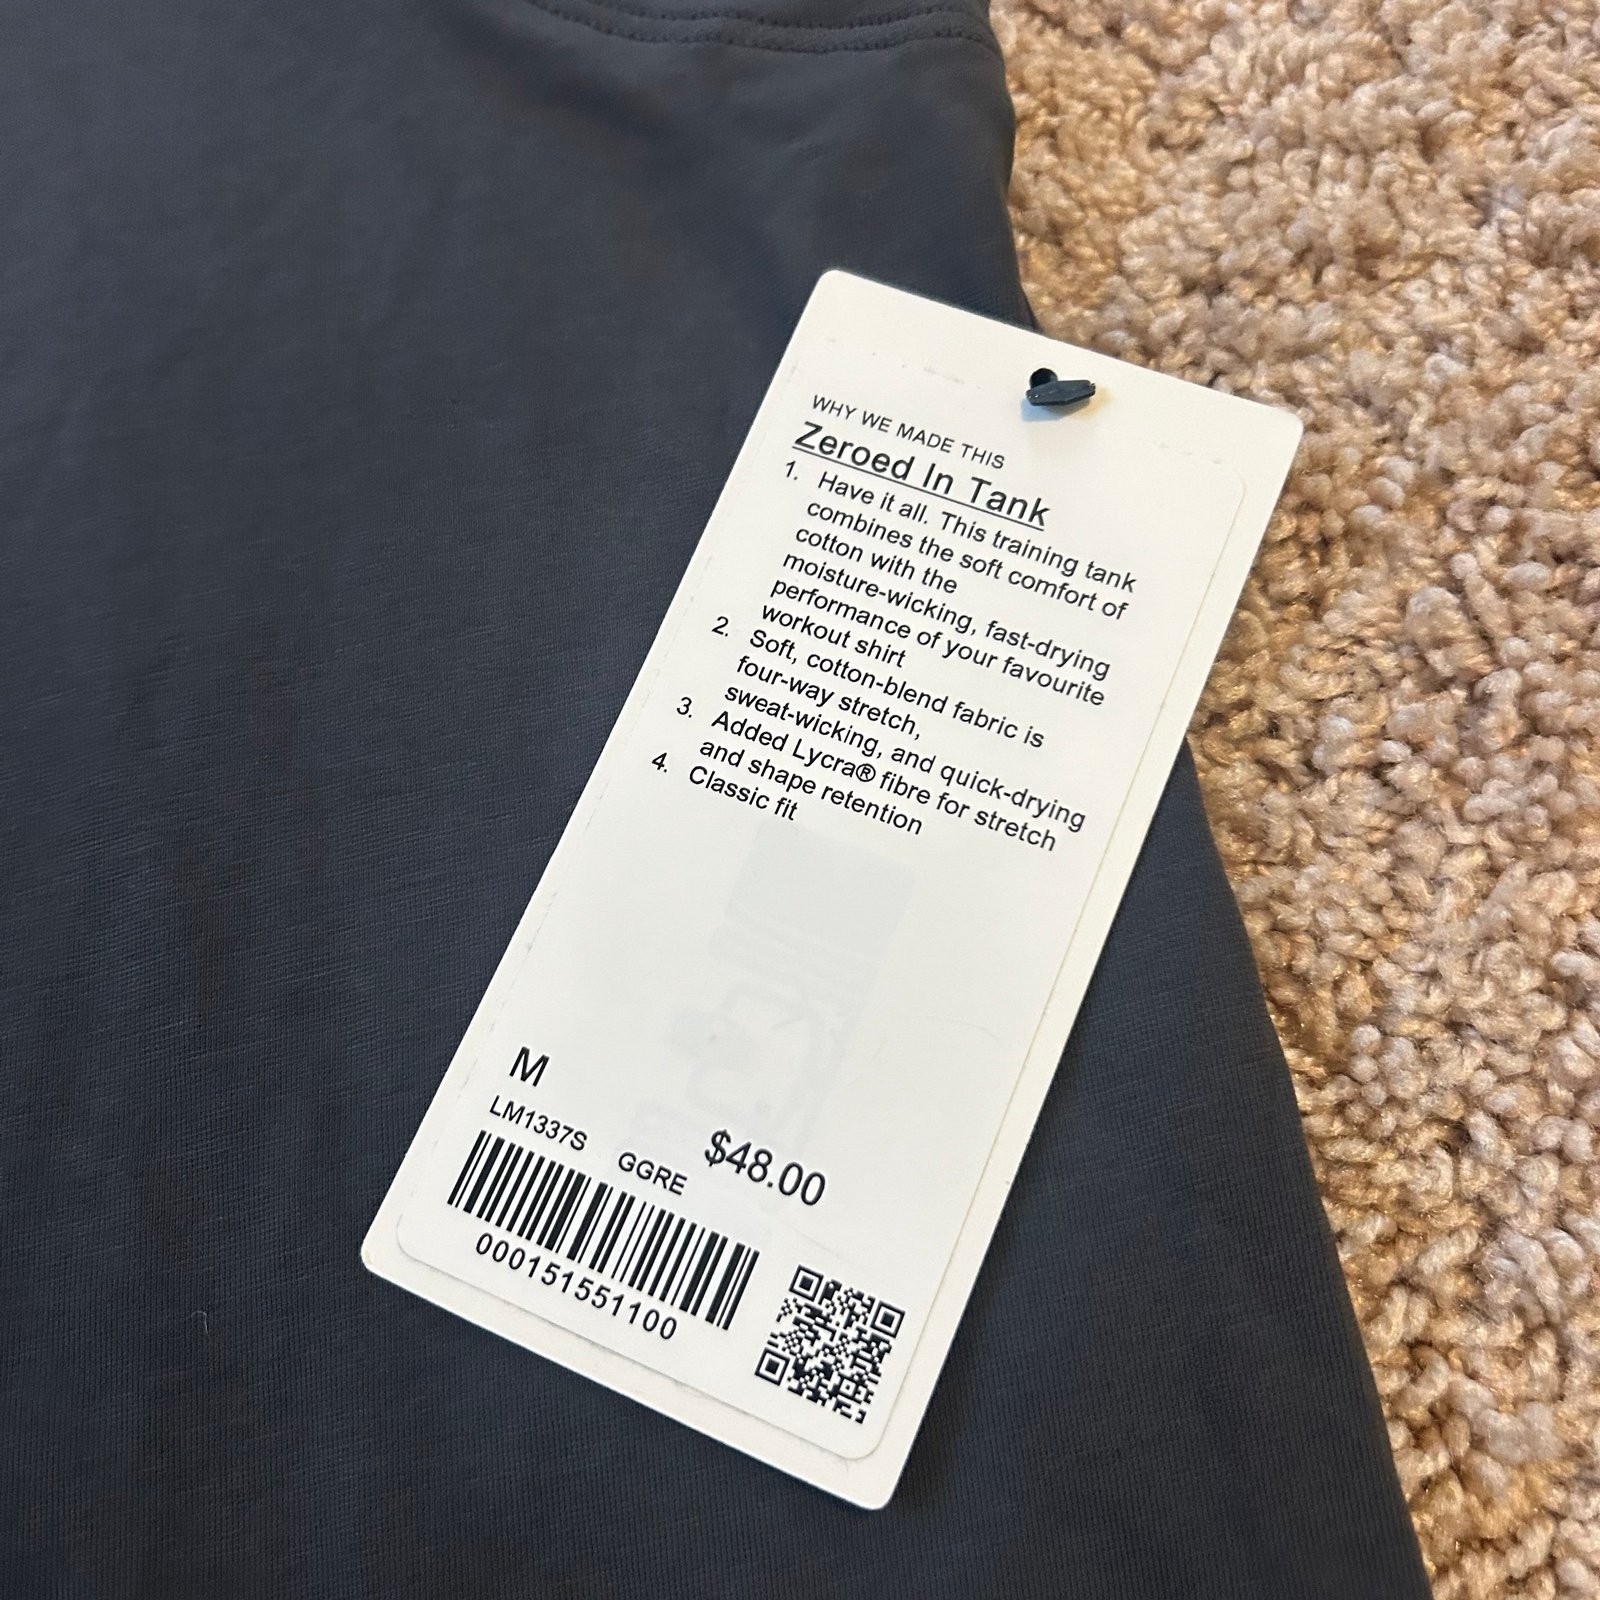 WHY WE MADE THIS
Zeroed In Tank
1. Have it all. This training tank
combines the soft comfort of
cotton with the
moisture-wicking, fast-drying
performance of your favourite
workout shirt
2. Soft, cotton-blend fabric is
four-way stretch,
sweat-wicking, and quick-drying
3. Added Lycra® fibre for stretch
and shape retention
4. Classic fit
M
LM1337S GGRE $48.00
000151551100